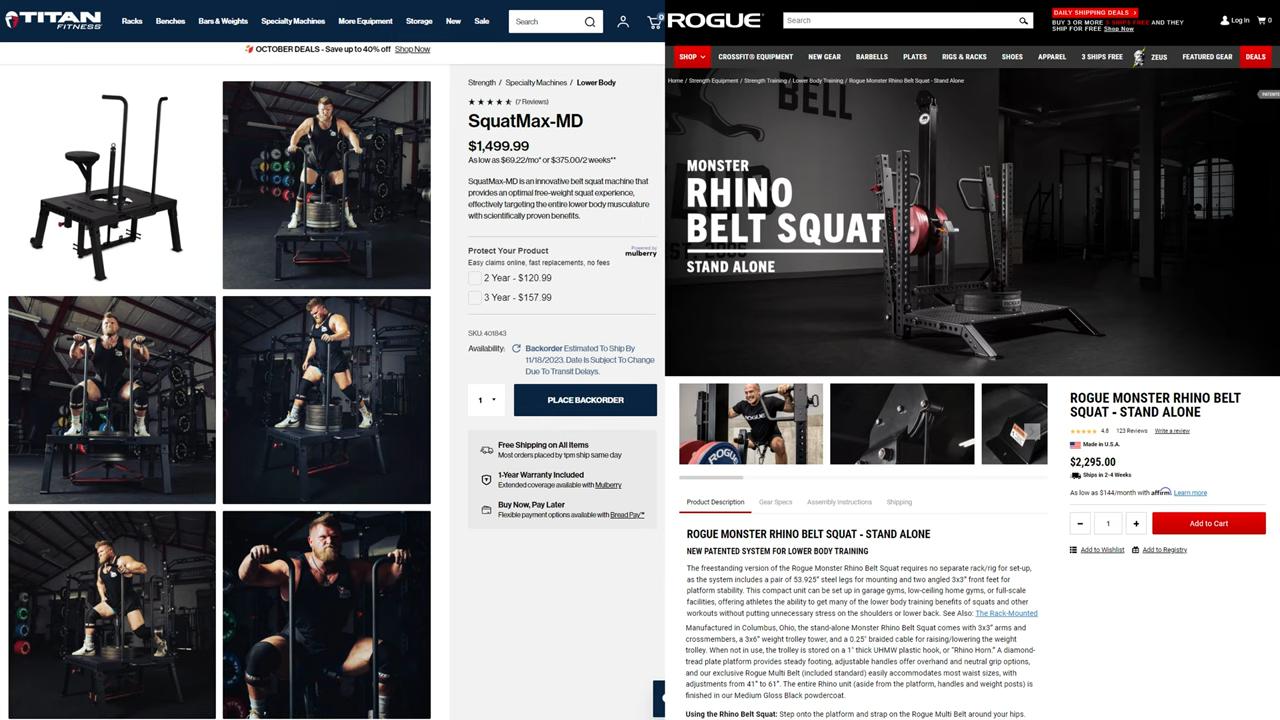 TITAN
FITNESS
Racks
Benches
Bars & Weights
Specialty Machines
More Equipment
Storage
New
Sale
Search
0
OCTOBER DEALS - Save up to 40% off Shop Now
Strength / Specialty Machines / Lower Body
(7 Reviews)
SquatMax-MD
$1,499.99
As low as $69.22/mo* or $375.00/2 weeks**
SquatMax-MD is an innovative belt squat machine that
provides an optimal free-weight squat experience,
effectively targeting the entire lower body musculature
with scientifically proven benefits.
Protect Your Product
Powered by
mulberry
Easy claims online, fast replacements, no fees
2 Year - $120.99
3 Year - $157.99
SKU: 401843
Availability:
Backorder Estimated To Ship By
11/18/2023. Date Is Subject To Change
Due To Transit Delays.
1
PLACE BACKORDER
Free Shipping on All Items
Most orders placed by 1pm ship same day
1-Year Warranty Included
Extended coverage available with Mulberry
Buy Now, Pay Later
Flexible payment options available with Bread Pay™
ROGUE
Search
DAILY SHIPPING DEALS >
BUY 3 OR MORE 3 SHIPS FREE AND THEY
SHIP FOR FREE Shop Now
Log In
0
SHOP
CROSSFIT® EQUIPMENT
NEW GEAR
BARBELLS
PLATES
RIGS & RACKS
SHOES
APPAREL
3 SHIPS FREE
ZEUS
FEATURED GEAR
DEALS
Home / Strength Equipment / Strength Training / Lower Body Training / Rogue Monster Rhino Belt Squat - Stand Alone
BELL
MONSTER
RHINO
BELT SQUAT
STAND ALONE
ROGUE
ROGUE
ROGUE MONSTER RHINO BELT
SQUAT - STAND ALONE
4.8
123 Reviews
Write a review
Made in U.S.A.
$2,295.00
Ships in 2-4 Weeks
As low as $144/month with affirm. Learn more
1
Add to Cart
Add to Wishlist
Add to Registry
Product Description
Gear Specs
Assembly Instructions
Shipping
ROGUE MONSTER RHINO BELT SQUAT - STAND ALONE
NEW PATENTED SYSTEM FOR LOWER BODY TRAINING
The freestanding version of the Rogue Monster Rhino Belt Squat requires no separate rack/rig for set-up,
as the system includes a pair of 53.925" steel legs for mounting and two angled 3x3" front feet for
platform stability. This compact unit can be set up in garage gyms, low-ceiling home gyms, or full-scale
facilities, offering athletes the ability to get many of the lower body training benefits of squats and other
workouts without putting unnecessary stress on the shoulders or lower back. See Also: The Rack-Mounted
Manufactured in Columbus, Ohio, the stand-alone Monster Rhino Belt Squat comes with 3x3" arms and
crossmembers, a 3x6" weight trolley tower, and a 0.25" braided cable for raising/lowering the weight
trolley. When not in use, the trolley is stored on a 1" thick UHMW plastic hook, or "Rhino Horn." A diamond-
tread plate platform provides steady footing, adjustable handles offer overhand and neutral grip options,
and our exclusive Rogue Multi Belt (included standard) easily accommodates most waist sizes, with
adjustments from 41" to 61". The entire Rhino unit (aside from the platform, handles and weight posts) is
finished in our Medium Gloss Black powdercoat.
Using the Rhino Belt Squat: Step onto the platform and strap on the Rogue Multi Belt around your hips.